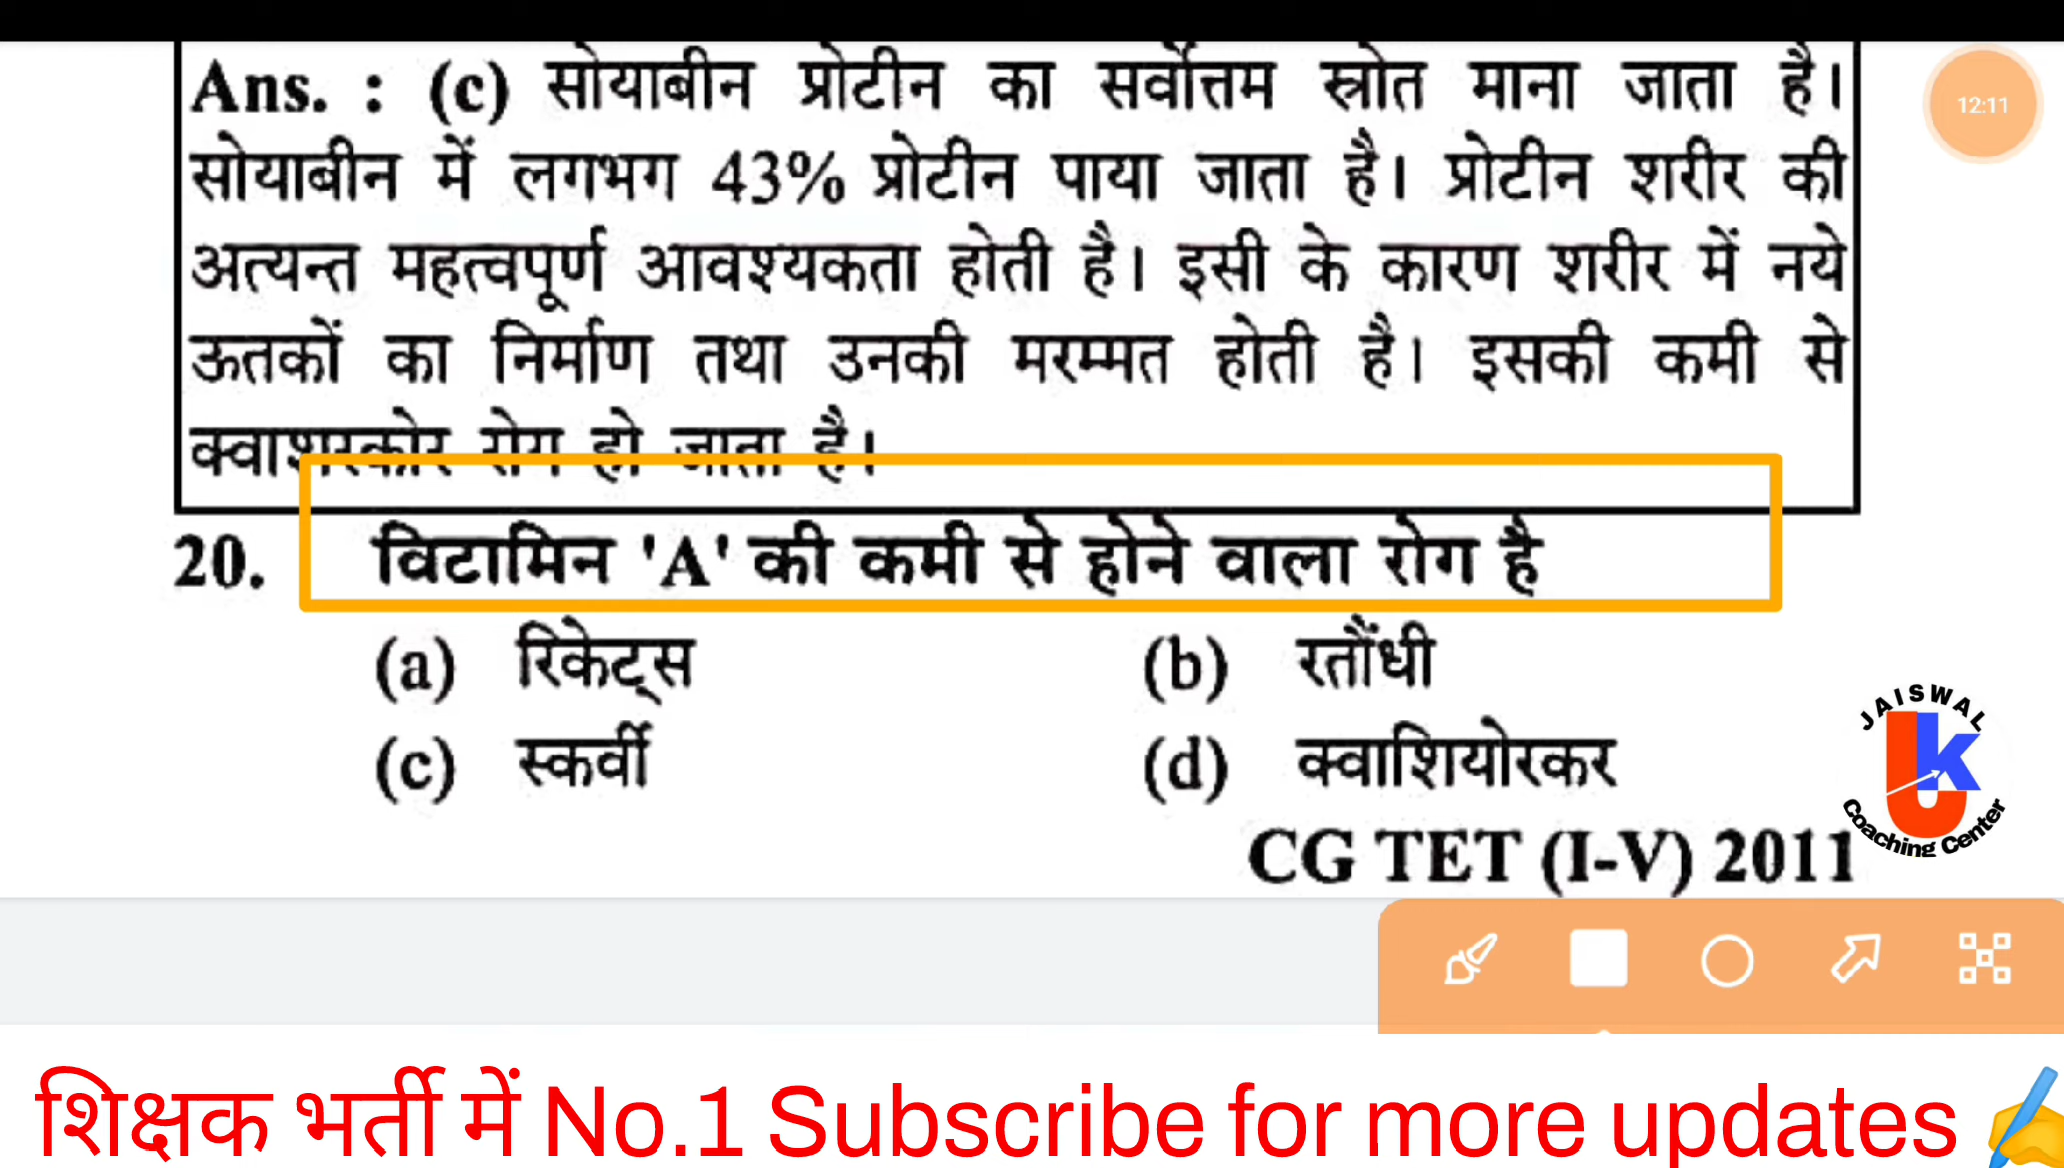 Ans. : (c) सोयाबीन प्रोटीन का सर्वोत्तम स्रोत माना जाता है।
12:11
सोयाबीन में लगभग 43% प्रोटीन पाया जाता है। प्रोटीन शरीर की
अत्यन्त महत्वपूर्ण आवश्यकता होती है। इसी के कारण शरीर में नये
ऊतकों का निर्माण तथा उनकी मरम्मत होती है। इसकी कमी से
क्वाशरकोर रोग हो जाता है।
20. विटामिन 'A' की कमी से होने वाला रोग है
(a) रिकेट्स (b) रतौंधी
(c) स्कर्वी (d) क्वाशियोरकर
CG TET (I-V) 2011
JAISWAL
JK
Coaching Center
शिक्षक भर्ती में No.1 Subscribe for more updates ✍️